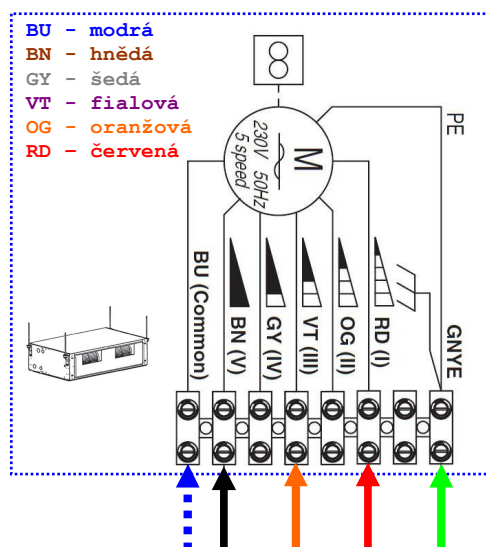 BU - modrá
BN - hnědá
GY - šedá
VT - fialová
OG - oranžová
RD - červená
PE
M
230V 50Hz
5 speed
BU (Common)
BN (V)
GY (IV)
VT (III)
OG (II)
RD (I)
GNYE